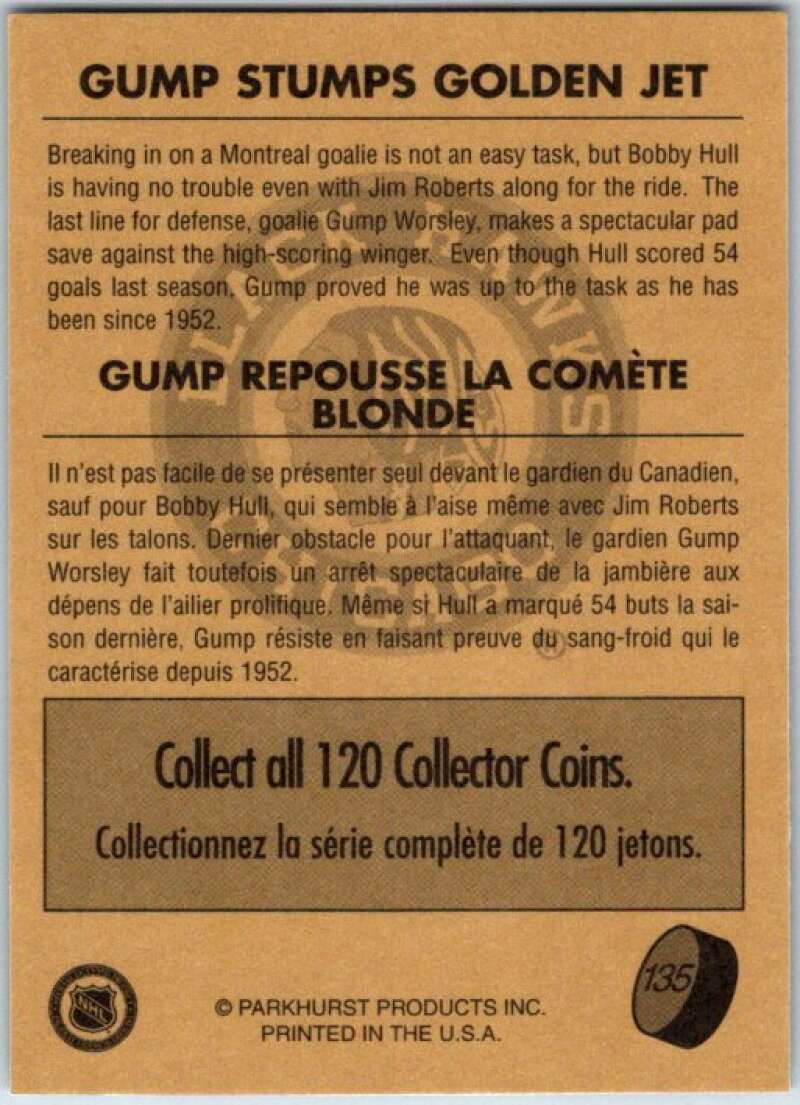 GUMP STUMPS GOLDEN JET
Breaking in on a Montreal goalie is not an easy task, but Bobby Hull
is having no trouble even with Jim Roberts along for the ride. The
last line for defense, goalie Gump Worsley, makes a spectacular pad
save against the high-scoring winger. Even though Hull scored 54
goals last season, Gump proved he was up to the task as he has
been since 1952.
GUMP REPOUSSE LA COMÈTE
BLONDE
Il n'est pas facile de se présenter seul devant le gardien du Canadien,
sauf pour Bobby Hull, qui semble à l'aise même avec Jim Roberts
sur les talons. Dernier obstacle pour l'attaquant, le gardien Gump
Worsley fait toutefois un arrêt spectaculaire de la jambière aux
dépens de l'ailier prolifique. Même si Hull a marqué 54 buts la sai-
son dernière, Gump résiste en faisant preuve du sang-froid qui le
caractérise depuis 1952.
Collect all 120 Collector Coins.
Collectionnez la série complète de 120 jetons.
135
NHL
© PARKHURST PRODUCTS INC.
PRINTED IN THE U.S.A.
BLACK HAWKS
CHICAGO
®